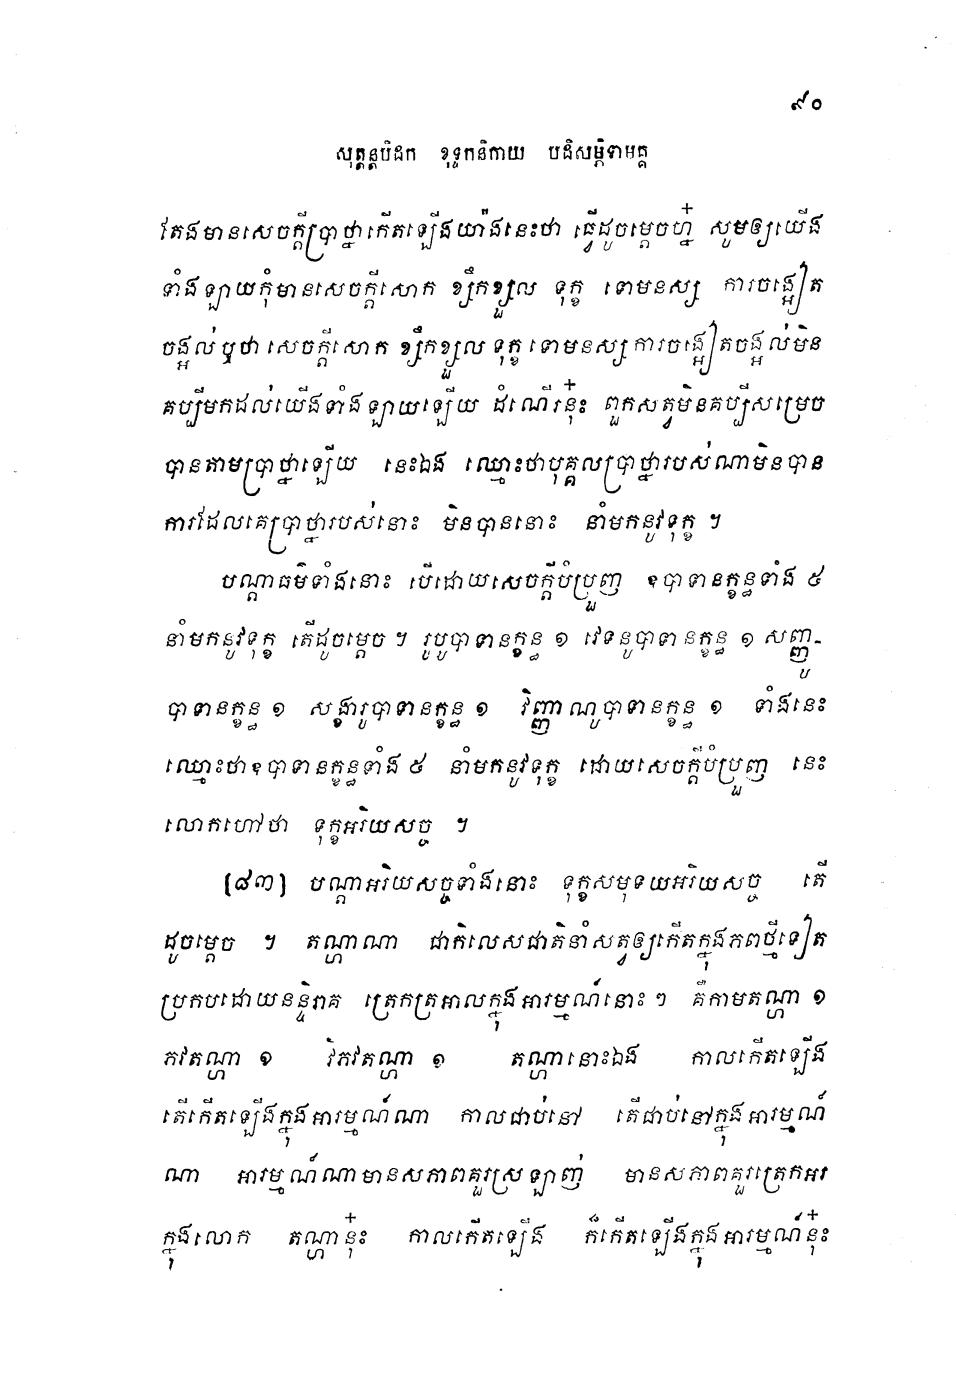 ៩០
សុត្តន្តបិដក ខុទ្ទកនិកាយ បដិសម្ភិទាមគ្គ
តែងមានសេចក្តីប្រាថ្នាកើតឡើងយ៉ាងនេះថា ធ្វើដូចម្តេចហ្ន៎ សូមឲ្យយើង
ទាំងឡាយកុំមានសេចក្តីសោក ខ្សឹកខ្សួល ទុក្ខ ទោមនស្ស ការចង្អៀត
ចង្អល់ ឬថា សេចក្តីសោក ខ្សឹកខ្សួល ទុក្ខ ទោមនស្ស ការចង្អៀតចង្អល់មិន
គប្បីមកដល់យើងទាំងឡាយឡើយ ដំណើរនុ៎ះ ពួកសត្វមិនគប្បីសម្រេច
បានតាមប្រាថ្នាឡើយ នេះឯង ឈ្មោះថាបុគ្គលប្រាថ្នារបស់ណាមិនបាន
ការដែលគេប្រាថ្នារបស់នោះ មិនបាននោះ នាំមកនូវទុក្ខ ។
បណ្តាធម៌ទាំងនោះ បើដោយសេចក្តីបំប្រួញ ឧបាទានក្ខន្ធទាំង ៥
នាំមកនូវទុក្ខ តើដូចម្តេច ។ រូបូបាទានក្ខន្ធ ១ វេទនូបាទានក្ខន្ធ ១ សញ្ញូ-
បាទានក្ខន្ធ ១ សង្ខារូបាទានក្ខន្ធ ១ វិញ្ញាណូបាទានក្ខន្ធ ១ ទាំងនេះ
ឈ្មោះថាឧបាទានក្ខន្ធទាំង ៥ នាំមកនូវទុក្ខ ដោយសេចក្តីបំប្រួញ នេះ
លោកហៅថា ទុក្ខអរិយសច្ច ។
(៨៣) បណ្តាអរិយសច្ចទាំងនោះ ទុក្ខសមុទយអរិយសច្ច តើ
ដូចម្តេច ។ តណ្ហាណា ជាកិលេសជាតិនាំសត្វឲ្យកើតក្នុងភពថ្មីទៀត
ប្រកបដោយនន្ទិរាគ ត្រេកត្រអាលក្នុងអារម្មណ៍នោះៗ គឺកាមតណ្ហា ១
ភវតណ្ហា ១ វិភវតណ្ហា ១ តណ្ហានោះឯង កាលកើតឡើង
តើកើតឡើងក្នុងអារម្មណ៍ណា កាលជាប់នៅ តើជាប់នៅក្នុងអារម្មណ៍
ណា អារម្មណ៍ណាមានសភាពគួរស្រឡាញ់ មានសភាពគួរត្រេកអរ
ក្នុងលោក តណ្ហានុ៎ះ កាលកើតឡើង ក៏កើតឡើងក្នុងអារម្មណ៍នុ៎ះ